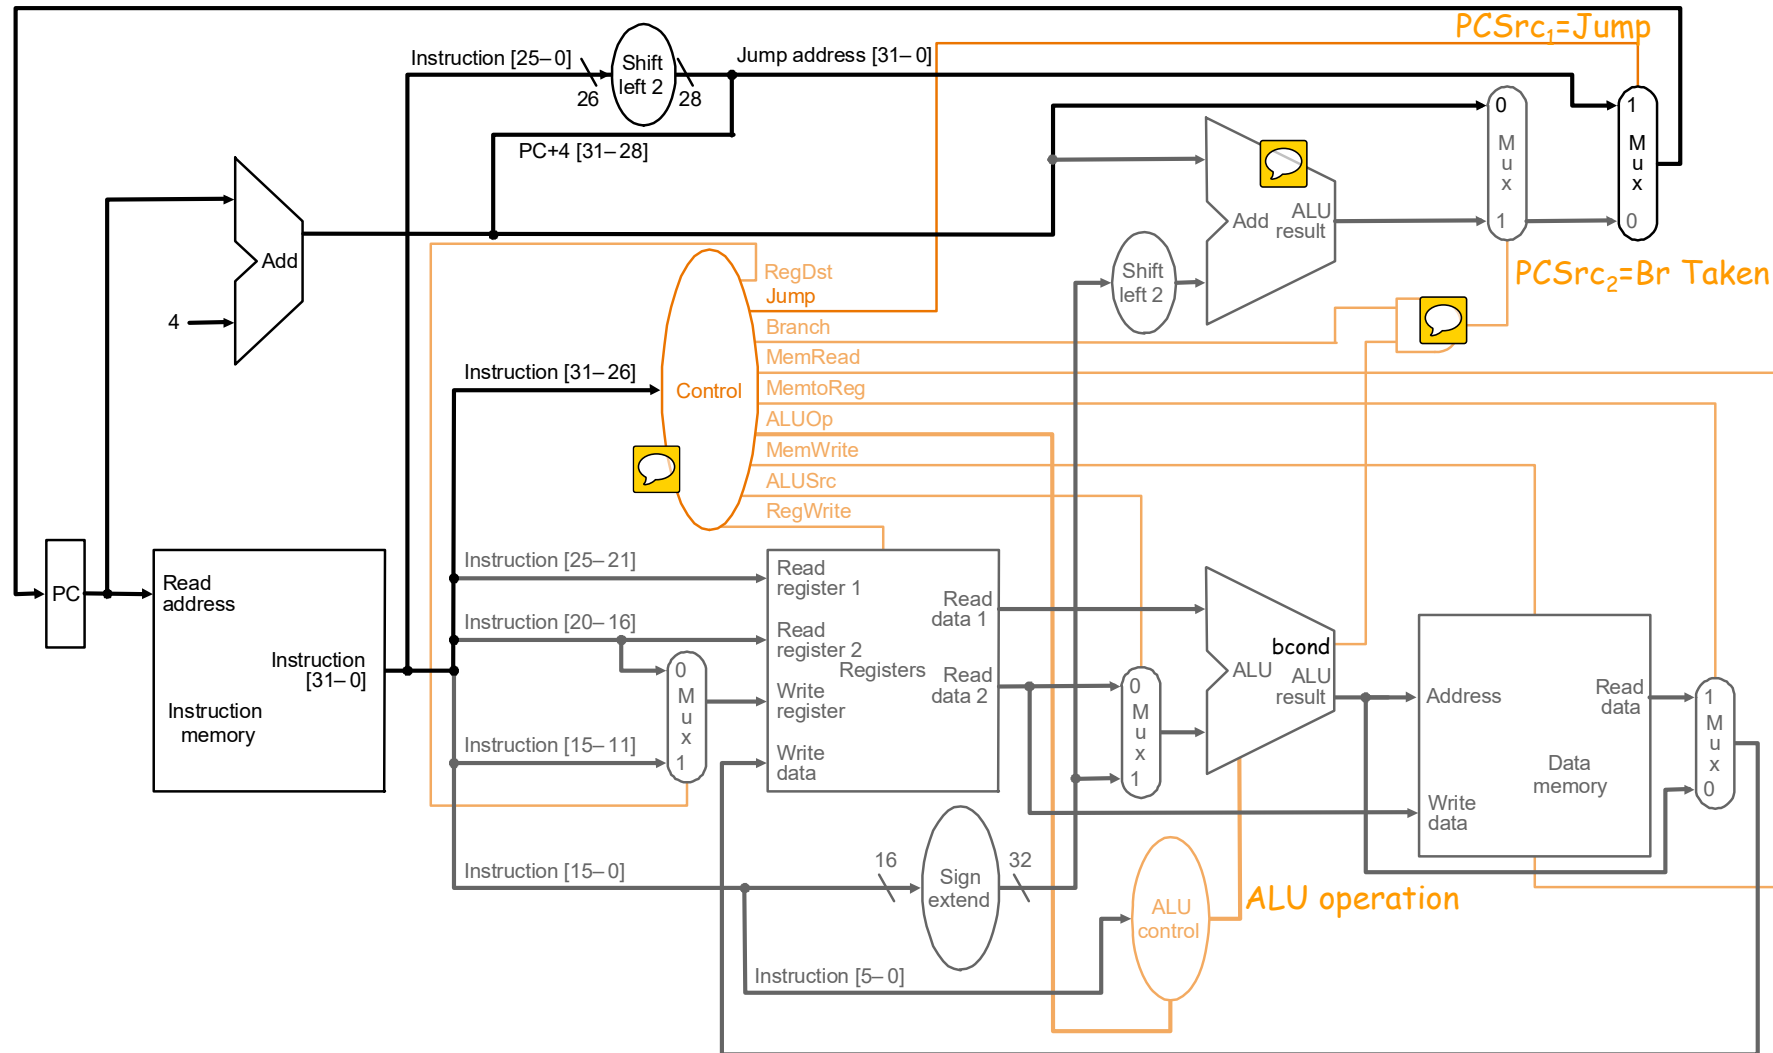 PCSrc1=Jump
Instruction [25–0]
Shift
left 2
Jump address [31–0]
26
28
PC+4 [31–28]
0
M
u
x
1
1
M
u
x
0
Add
4
Add
ALU
result
Shift
left 2
PCSrc2=Br Taken
RegDst
Jump
Branch
MemRead
MemtoReg
ALUOp
MemWrite
ALUSrc
RegWrite
Instruction [31–26]
Control
PC
Read
address
Instruction
[31–0]
Instruction
memory
Instruction [25–21]
Instruction [20–16]
Instruction [15–11]
Instruction [15–0]
0
M
u
x
1
Read
register 1
Read
register 2
Write
register
Write
data
Registers
Read
data 1
Read
data 2
0
M
u
x
1
bcond
ALU
ALU
result
Address
Read
data
Data
memory
Write
data
1
M
u
x
0
16
Sign
extend
32
ALU
control
ALU operation
Instruction [5–0]